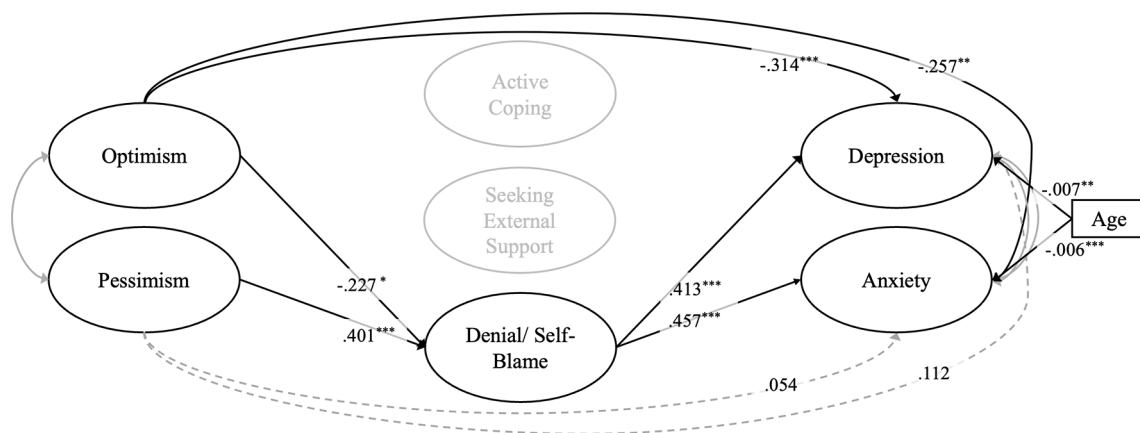 -.257**
-.314***
Active
Coping
Optimism
Depression
Seeking
External
Support
-.007**
Age
-.006***
Pessimism
Anxiety
-.227*
.413***
.401***
.457***
Denial/ Self-
Blame
.054
.112